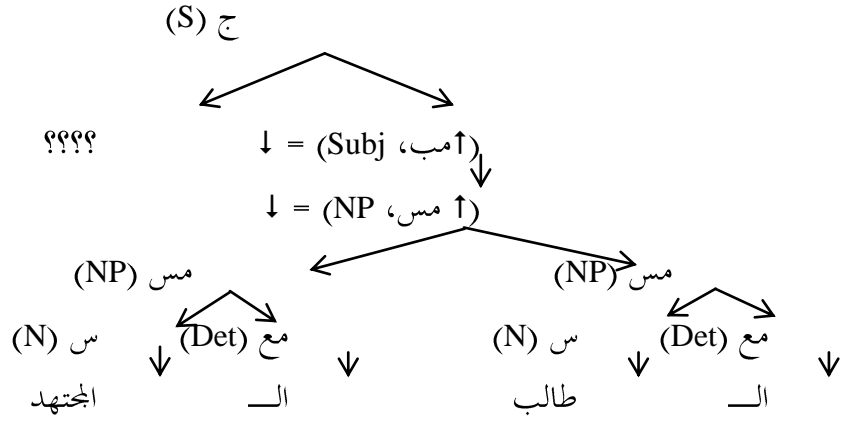 ج (S)
(↑مب، Subj) = ↓ ؟؟؟؟
(↑ مس، NP) = ↓
مس (NP) مس (NP)
مع (Det) س (N) مع (Det) س (N)
الـــ طالب الـــ المجتهد